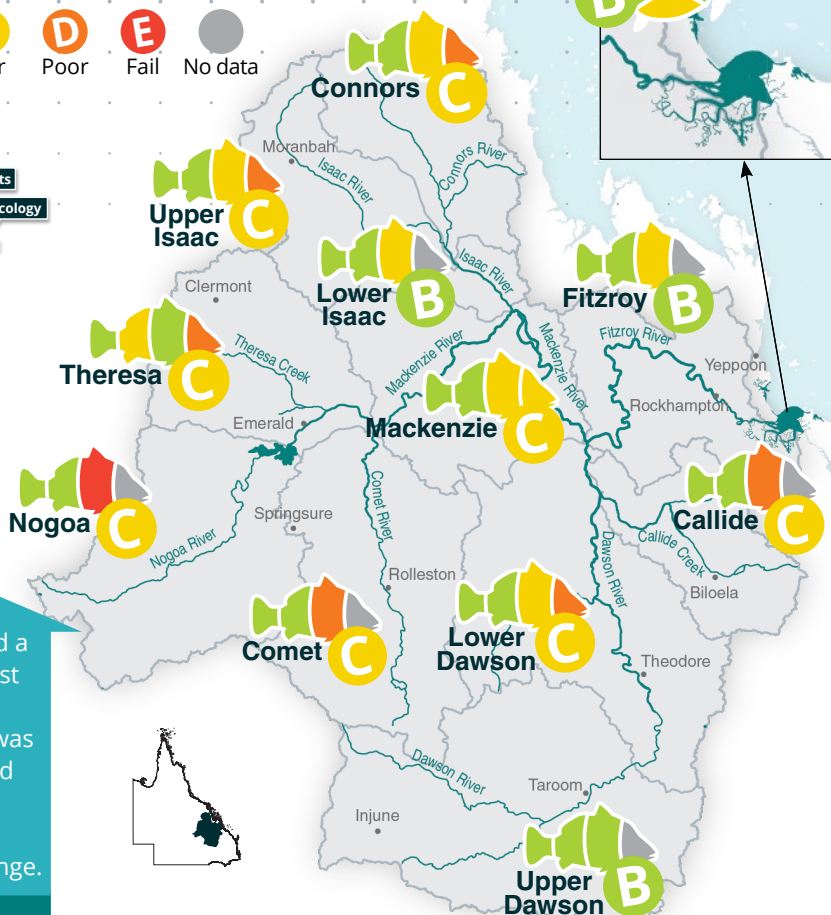 B
D
E
r
Poor
Fail
No data
ts
cology
Connors
C
Moranbah
Isaac River
Connors River
Upper
Isaac
C
Isaac River
Lower
Isaac
B
Fitzroy
B
Clermont
Fitzroy River
Theresa
C
Theresa Creek
Mackenzie River
Mackenzie River
Yeppoon
Rockhampton
Emerald
Mackenzie
C
Nogoa
C
Comet River
Springsure
Nogoa River
Callide
C
Callide Creek
Dawson River
Rolleston
Biloela
Comet
C
Lower
Dawson
C
Theodore
d a
st
was
d
nge.
Dawson River
Taroom
Injune
Upper
Dawson
B